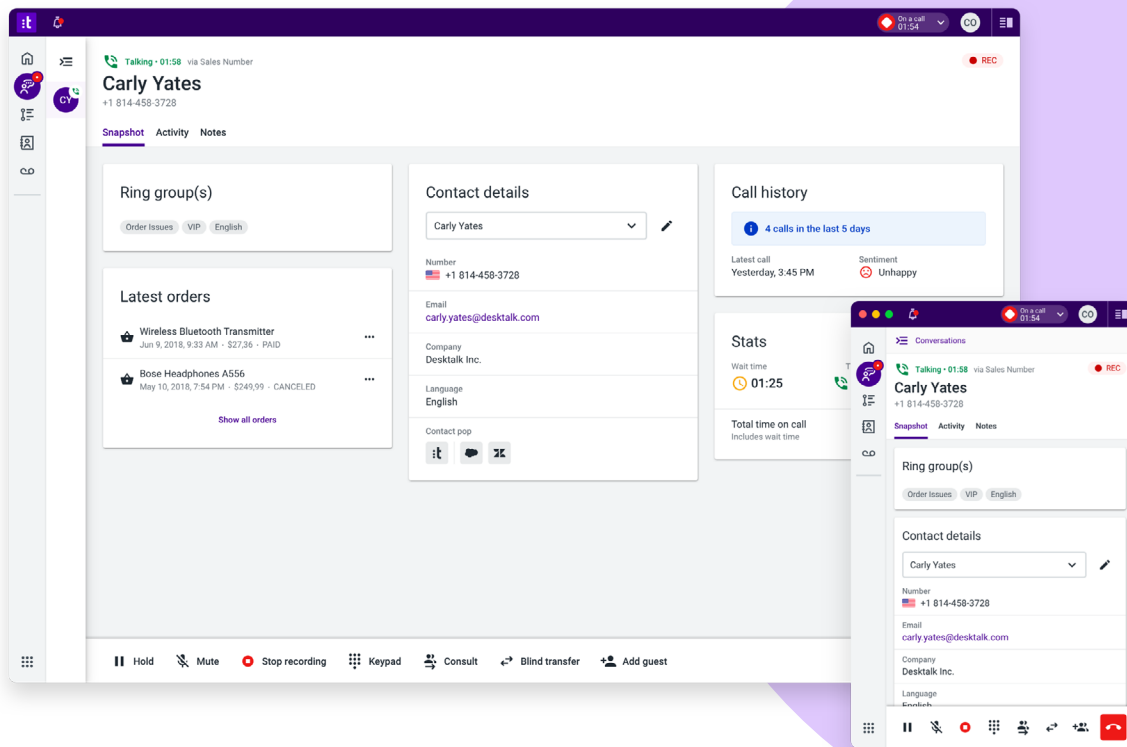 :t
On a call
01:54
CO
Talking • 01:58 via Sales Number
REC
Carly Yates
+1 814-458-3728
CY
Snapshot Activity Notes
Ring group(s)
Order Issues VIP English
Latest orders
Wireless Bluetooth Transmitter
Jun 9, 2018, 9:33 AM · $27,36 · PAID
Bose Headphones A556
May 10, 2018, 7:54 PM · $249,99 · CANCELED
Show all orders
Contact details
Carly Yates
Number
+1 814-458-3728
Email
carly.yates@desktalk.com
Company
Desktalk Inc.
Language
English
Contact pop
:t
Call history
4 calls in the last 5 days
Latest call Sentiment
Yesterday, 3:45 PM Unhappy
Stats
Wait time T
01:25
Total time on call
Includes wait time
Hold Mute Stop recording Keypad Consult Blind transfer Add guest
On a call
01:54
CO
Conversations
Talking • 01:58 via Sales Number
REC
Carly Yates
+1 814-458-3728
Snapshot Activity Notes
Ring group(s)
Order Issues VIP English
Contact details
Carly Yates
Number
+1 814-458-3728
Email
carly.yates@desktalk.com
Company
Desktalk Inc.
Language
English